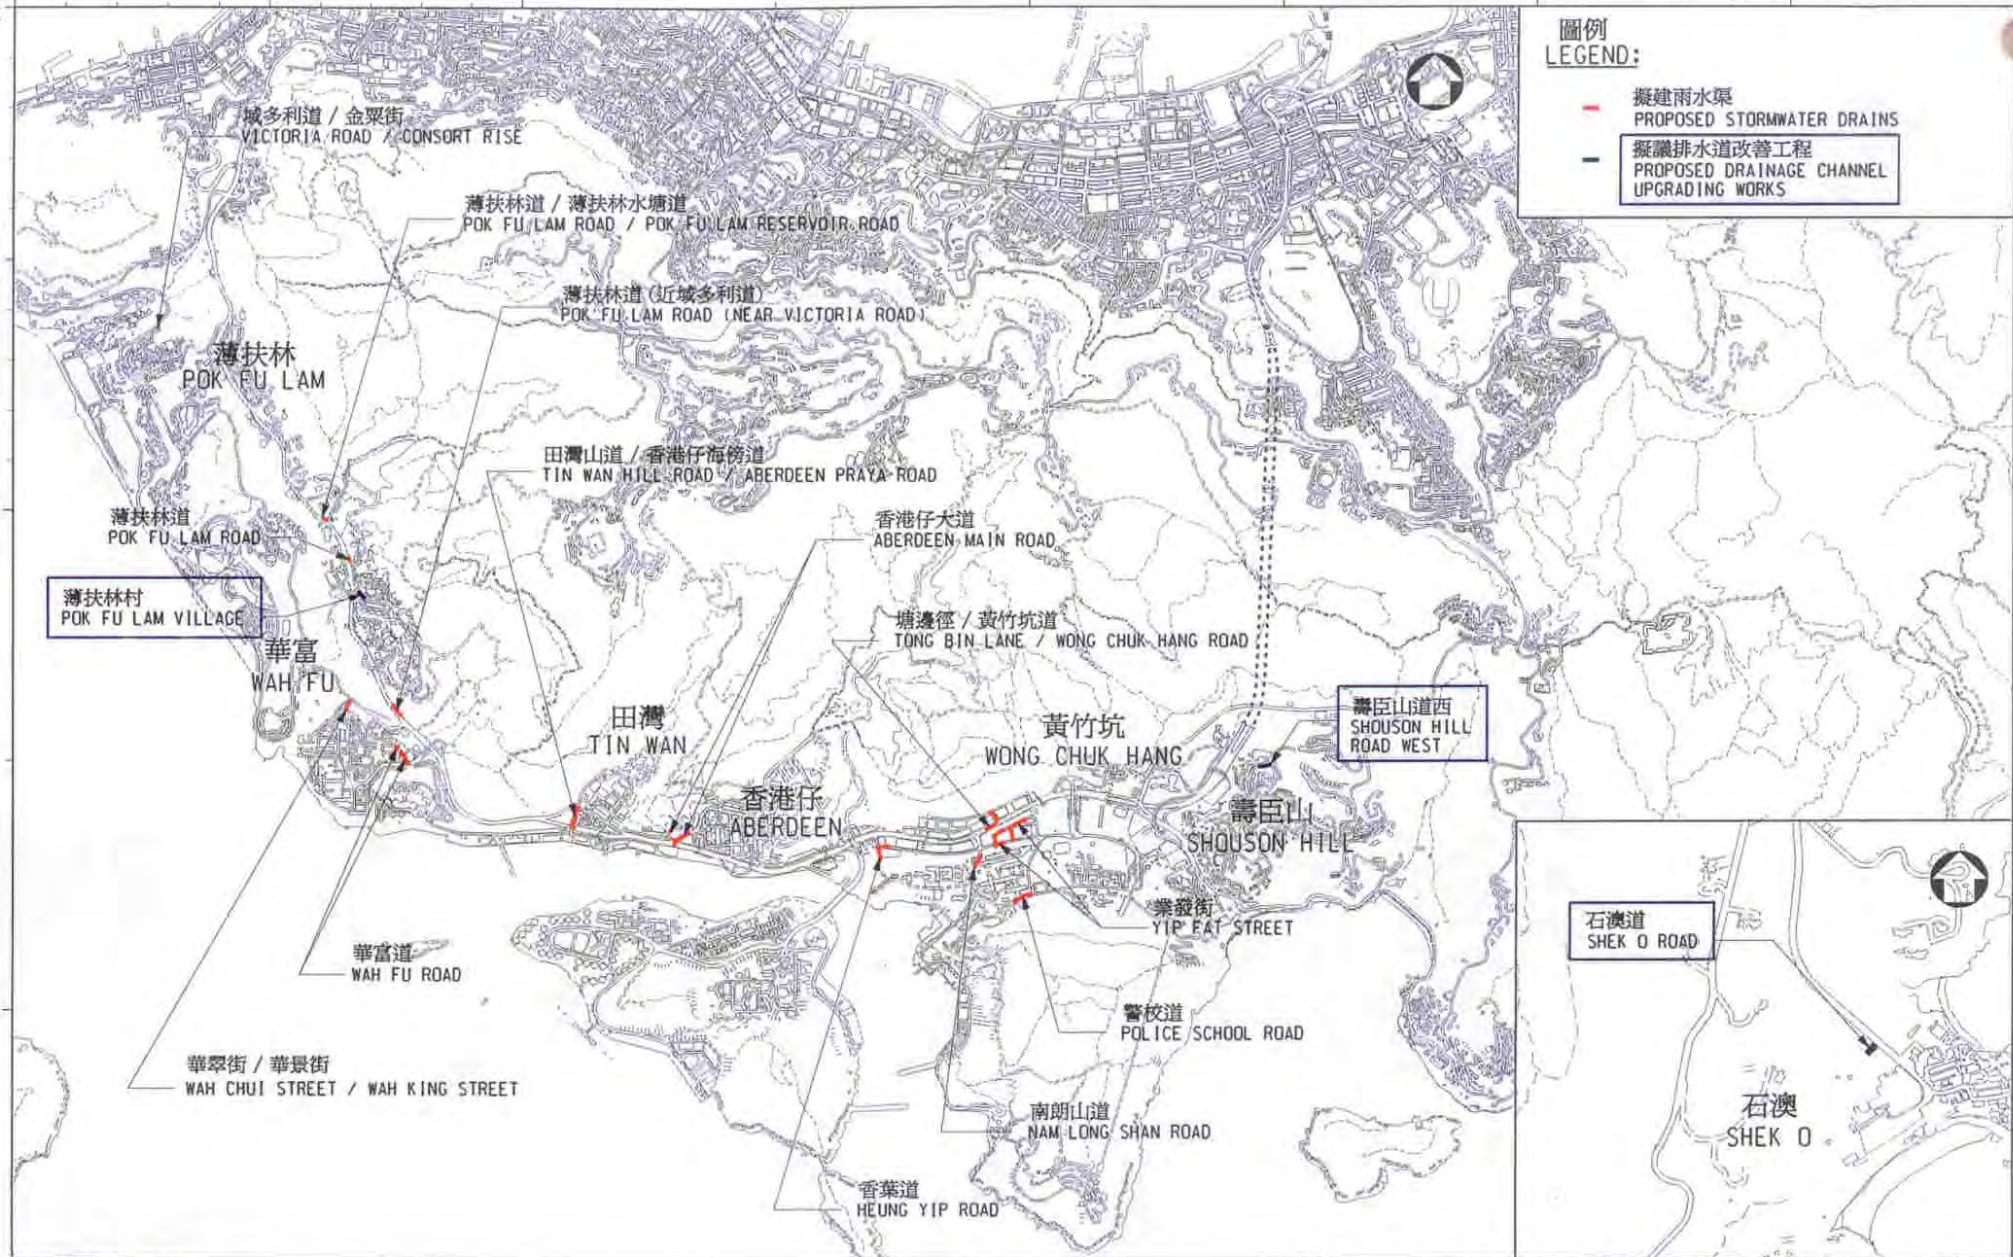 圖例
LEGEND:
擬建雨水渠
PROPOSED STORMWATER DRAINS
擬議排水道改善工程
PROPOSED DRAINAGE CHANNEL
UPGRADING WORKS
域多利道 / 金粟街
VICTORIA ROAD / CONSORT RISE
薄扶林道 / 薄扶林水塘道
POK FU LAM ROAD / POK FU LAM RESERVOIR ROAD
薄扶林道 (近域多利道)
POK FU LAM ROAD (NEAR VICTORIA ROAD)
薄扶林
POK FU LAM
田灣山道 / 香港仔海傍道
TIN WAN HILL ROAD / ABERDEEN PRAYA ROAD
薄扶林道
POK FU LAM ROAD
香港仔大道
ABERDEEN MAIN ROAD
薄扶林村
POK FU LAM VILLAGE
塘邊徑 / 黃竹坑道
TONG BIN LANE / WONG CHUK HANG ROAD
華富
WAH FU
田灣
TIN WAN
黃竹坑
WONG CHUK HANG
壽臣山道西
SHOUSON HILL
ROAD WEST
香港仔
ABERDEEN
壽臣山
SHOUSON HILL
業發街
YIP FAT STREET
石澳道
SHEK O ROAD
華富道
WAH FU ROAD
警校道
POLICE SCHOOL ROAD
華翠街 / 華景街
WAH CHUI STREET / WAH KING STREET
南朗山道
NAM LONG SHAN ROAD
石澳
SHEK O
香葉道
HEUNG YIP ROAD